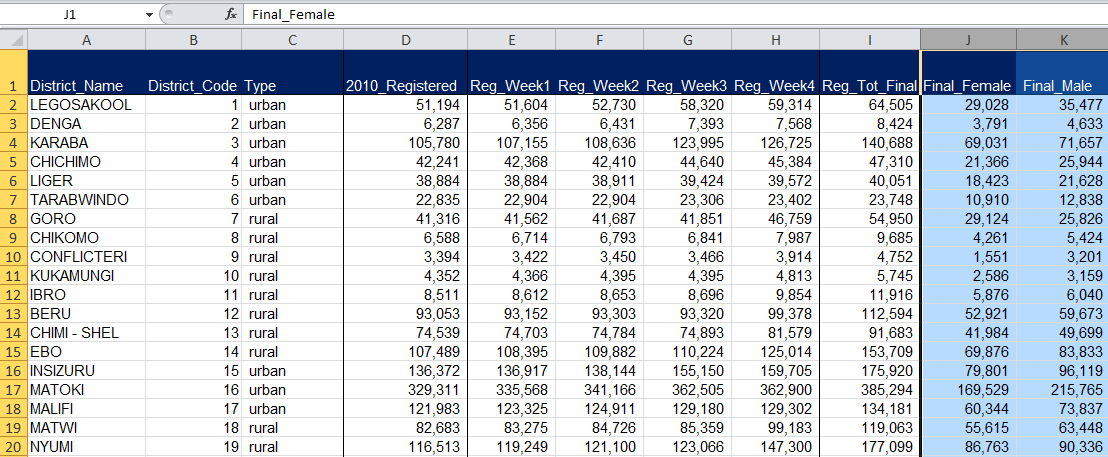 J1 fx Final_Female
A B C D E F G H I J K
1 District_Name District_Code Type 2010_Registered Reg_Week1 Reg_Week2 Reg_Week3 Reg_Week4 Reg_Tot_Final Final_Female Final_Male
2 LEGOSAKOOL 1 urban 51,194 51,604 52,730 58,320 59,314 64,505 29,028 35,477
3 DENGA 2 urban 6,287 6,356 6,431 7,393 7,568 8,424 3,791 4,633
4 KARABA 3 urban 105,780 107,155 108,636 123,995 126,725 140,688 69,031 71,657
5 CHICHIMO 4 urban 42,241 42,368 42,410 44,640 45,384 47,310 21,366 25,944
6 LIGER 5 urban 38,884 38,884 38,911 39,424 39,572 40,051 18,423 21,628
7 TARABWINDO 6 urban 22,835 22,904 22,904 23,306 23,402 23,748 10,910 12,838
8 GORO 7 rural 41,316 41,562 41,687 41,851 46,759 54,950 29,124 25,826
9 CHIKOMO 8 rural 6,588 6,714 6,793 6,841 7,987 9,685 4,261 5,424
10 CONFLICTERI 9 rural 3,394 3,422 3,450 3,466 3,914 4,752 1,551 3,201
11 KUKAMUNGI 10 rural 4,352 4,366 4,395 4,395 4,813 5,745 2,586 3,159
12 IBRO 11 rural 8,511 8,612 8,653 8,696 9,854 11,916 5,876 6,040
13 BERU 12 rural 93,053 93,152 93,303 93,320 99,378 112,594 52,921 59,673
14 CHIMI - SHEL 13 rural 74,539 74,703 74,784 74,893 81,579 91,683 41,984 49,699
15 EBO 14 rural 107,489 108,395 109,882 110,224 125,014 153,709 69,876 83,833
16 INSIZURU 15 urban 136,372 136,917 138,144 155,150 159,705 175,920 79,801 96,119
17 MATOKI 16 urban 329,311 335,568 341,166 362,505 362,900 385,294 169,529 215,765
18 MALIFI 17 urban 121,983 123,325 124,911 129,180 129,302 134,181 60,344 73,837
19 MATWI 18 rural 82,683 83,275 84,726 85,359 99,183 119,063 55,615 63,448
20 NYUMI 19 rural 116,513 119,249 121,100 123,066 147,300 177,099 86,763 90,336